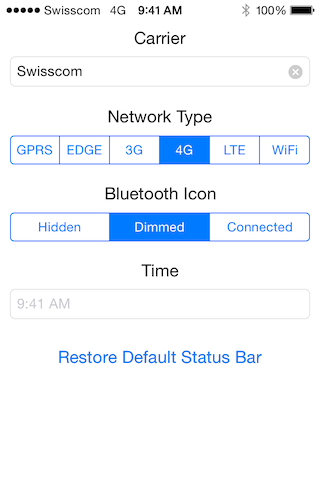 Swisscom 4G 9:41 AM 100%
Carrier
Swisscom
Network Type
GPRS EDGE 3G 4G LTE WiFi
Bluetooth Icon
Hidden Dimmed Connected
Time
9:41 AM
Restore Default Status Bar